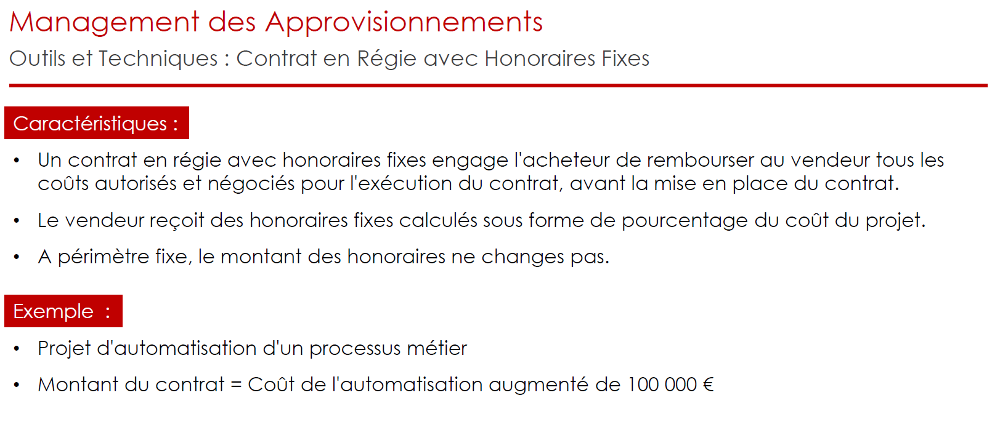 Management des Approvisionnements
Outils et Techniques : Contrat en Régie avec Honoraires Fixes
Caractéristiques :
• Un contrat en régie avec honoraires fixes engage l'acheteur de rembourser au vendeur tous les
coûts autorisés et négociés pour l'exécution du contrat, avant la mise en place du contrat.
• Le vendeur reçoit des honoraires fixes calculés sous forme de pourcentage du coût du projet.
• A périmètre fixe, le montant des honoraires ne changes pas.
Exemple :
• Projet d'automatisation d'un processus métier
• Montant du contrat = Coût de l'automatisation augmenté de 100 000 €